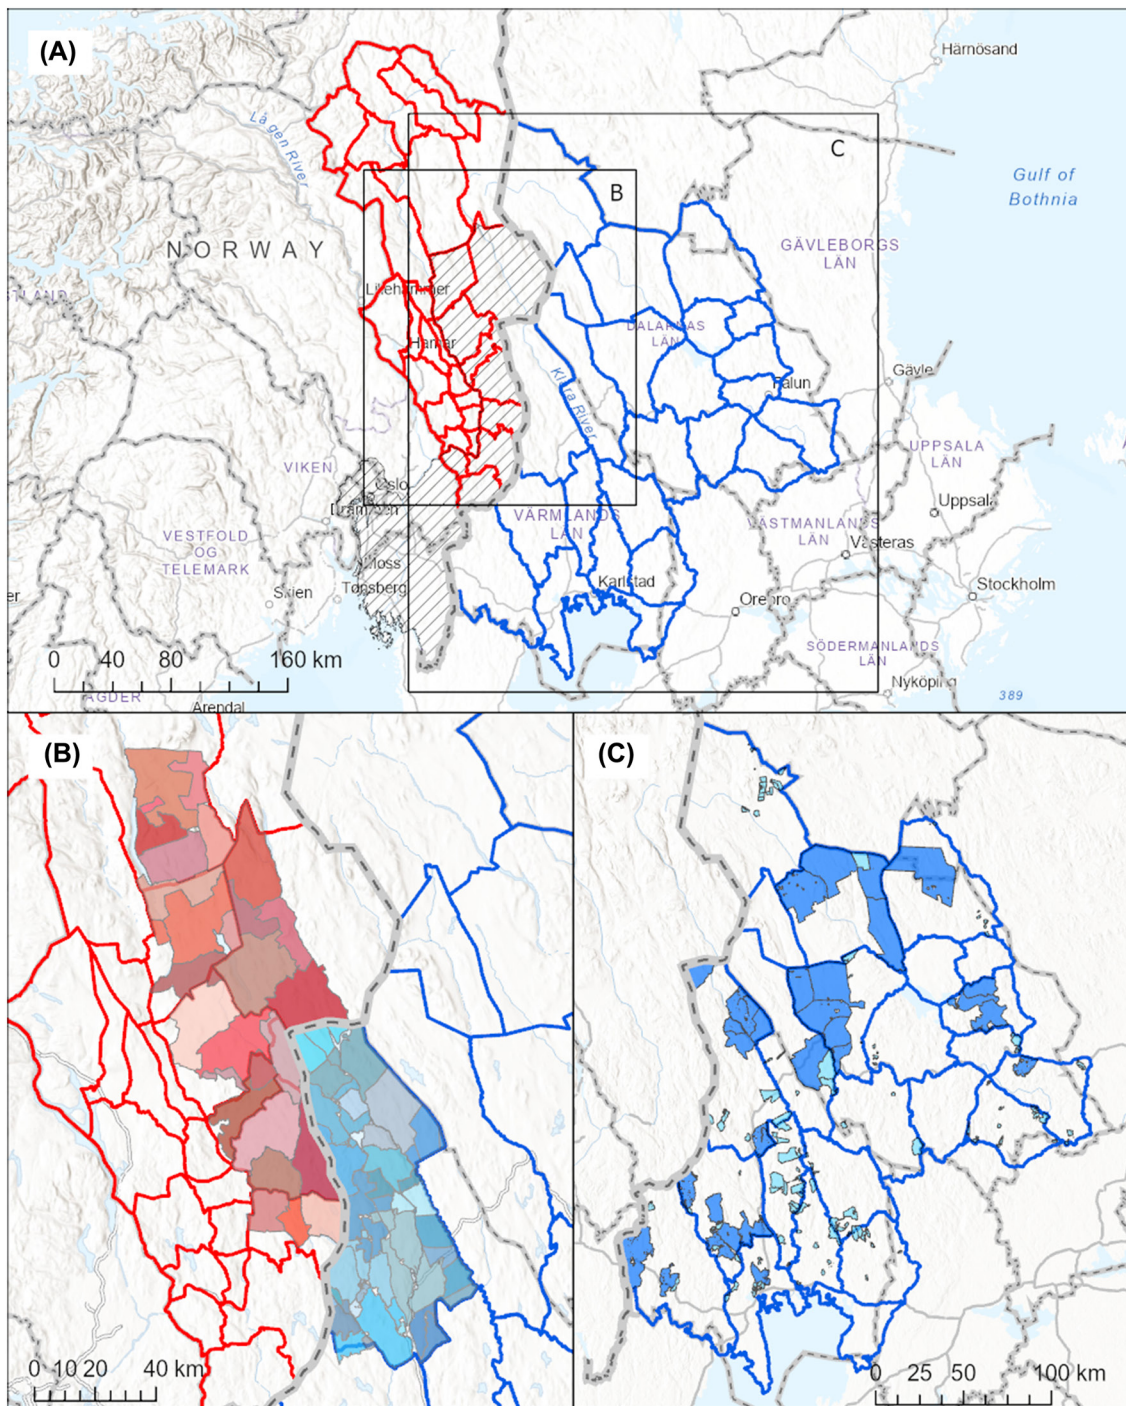 (A)
Härnösand
Lågen River
C
B
Gulf of
Bothnia
NORWAY
GÄVLEBORGS
LÄN
Lillehammer
DALARNAS
LÄN
Hamar
Gävle
Falun
Klara River
UPPSALA
LÄN
VIKEN
Oslo
Uppsala
Drammen
VÄRMLANDS
LÄN
VÄSTMANLANDS
LÄN
Västeras
VESTFOLD
OG
TELEMARK
Moss
Tønsberg
Skien
Karlstad
Örebro
Stockholm
SÖDERMANLANDS
LÄN
Nyköping
0 40 80 160 km
AGDER
Arendal
389
(B)
(C)
0 10 20 40 km
0 25 50 100 km